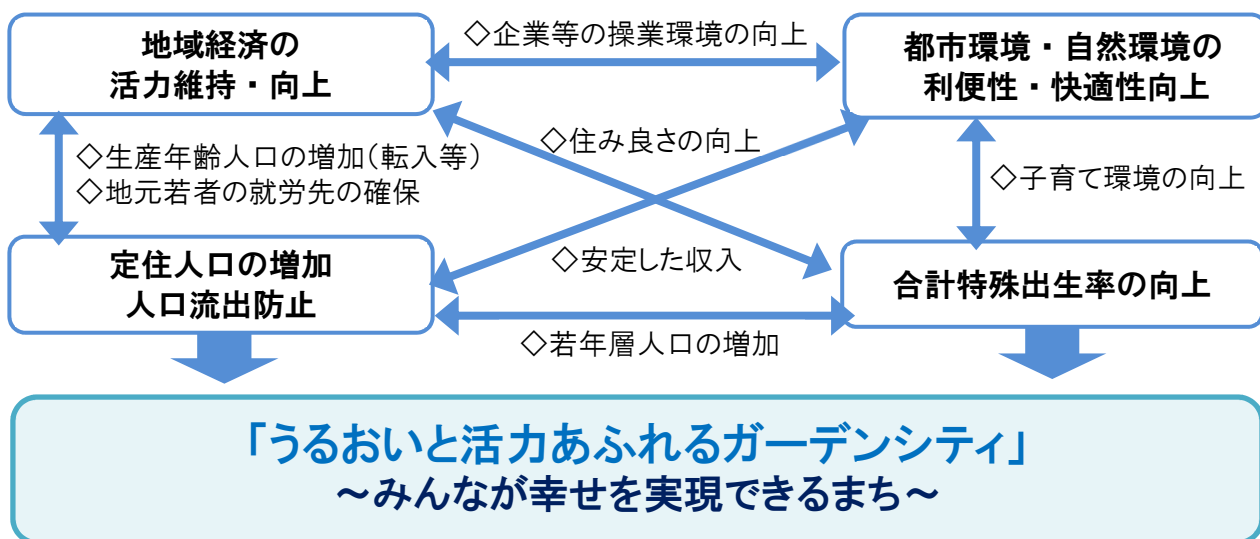 地域経済の
活力維持・向上
◇企業等の操業環境の向上
都市環境・自然環境の
利便性・快適性向上
◇生産年齢人口の増加（転入等）
◇地元若者の就労先の確保
◇住み良さの向上
◇子育て環境の向上
定住人口の増加
人口流出防止
◇安定した収入
合計特殊出生率の向上
◇若年層人口の増加
「うるおいと活力あふれるガーデンシティ」
～みんなが幸せを実現できるまち～